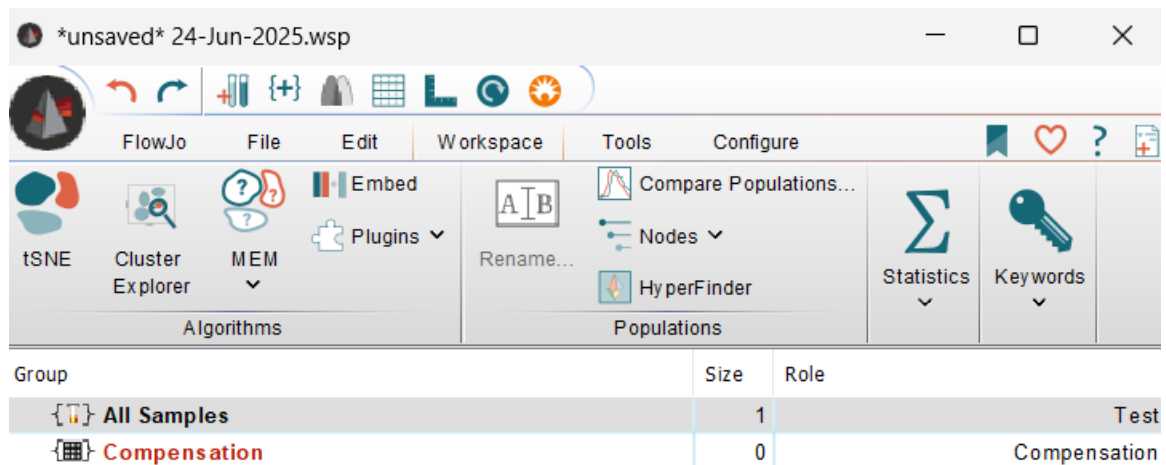 *unsaved* 24-Jun-2025.wsp
FlowJo File Edit Workspace Tools Configure
tSNE
Cluster
Explorer
MEM
Embed
Plugins
Algorithms
A B
Rename...
Compare Populations...
Nodes
HyperFinder
Populations
Statistics
Keywords
Group Size Role
{ } All Samples 1 Test
{ } Compensation 0 Compensation